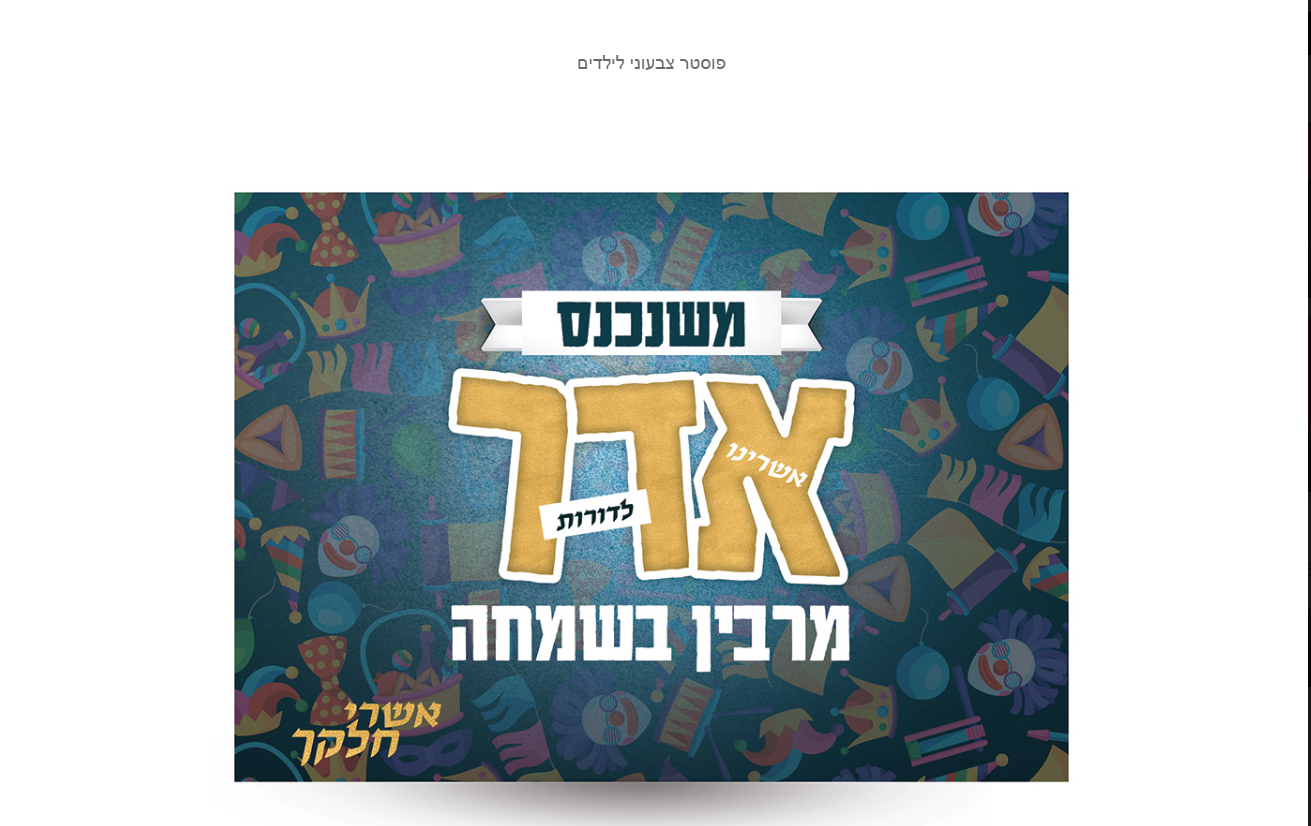 פוסטר צבעוני לילדים
משנכנס
אדר
אשרינו
לדורות
מרבין בשמחה
אשרי
חלקך